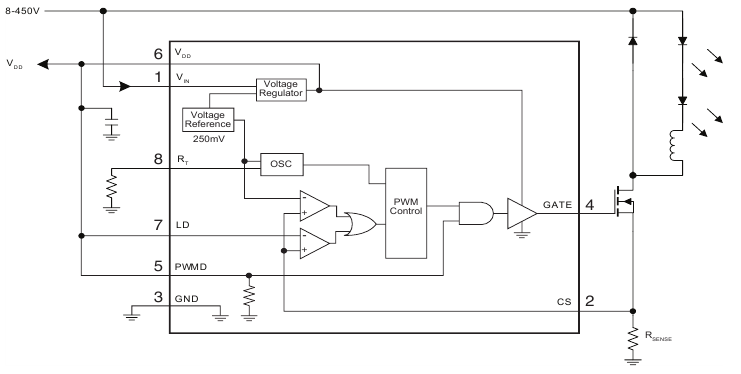 8-450V
6 VDD
VDD
1 VIN
Voltage
Regulator
Voltage
Reference
250mV
8 RT
OSC
PWM
Control
GATE 4
7 LD
5 PWMD
3 GND
CS 2
RSENSE
- 
+
-
+